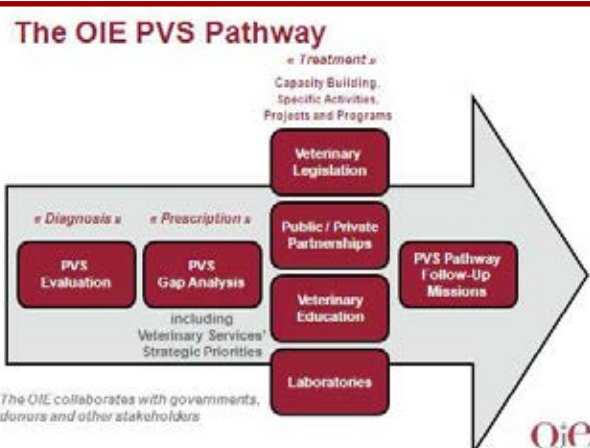 The OIE PVS Pathway
« Treatment »
Capacity Building,
Specific Activities,
Projects and Programs
Veterinary
Legislation
« Diagnosis »
« Prescription »
Public / Private
Partnerships
PVS
Evaluation
PVS
Gap Analysis
PVS Pathway
Follow-Up
Missions
including
Veterinary Services'
Strategic Priorities
Veterinary
Education
Laboratories
The OIE collaborates with governments,
donors and other stakeholders
Oie